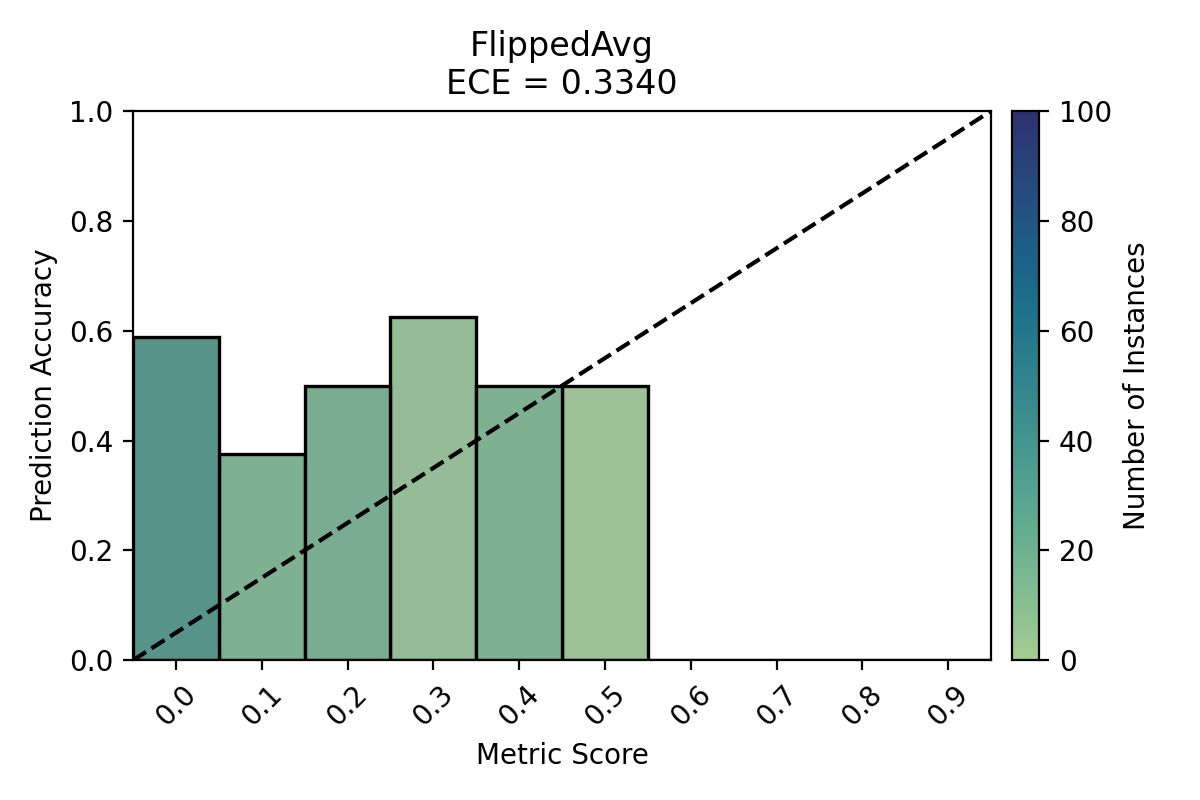 FlippedAvg
ECE = 0.3340
1.0
0.8
0.6
0.4
0.2
0.0
Prediction Accuracy
0.0 0.1 0.2 0.3 0.4 0.5 0.6 0.7 0.8 0.9
Metric Score
100
80
60
40
20
0
Number of Instances